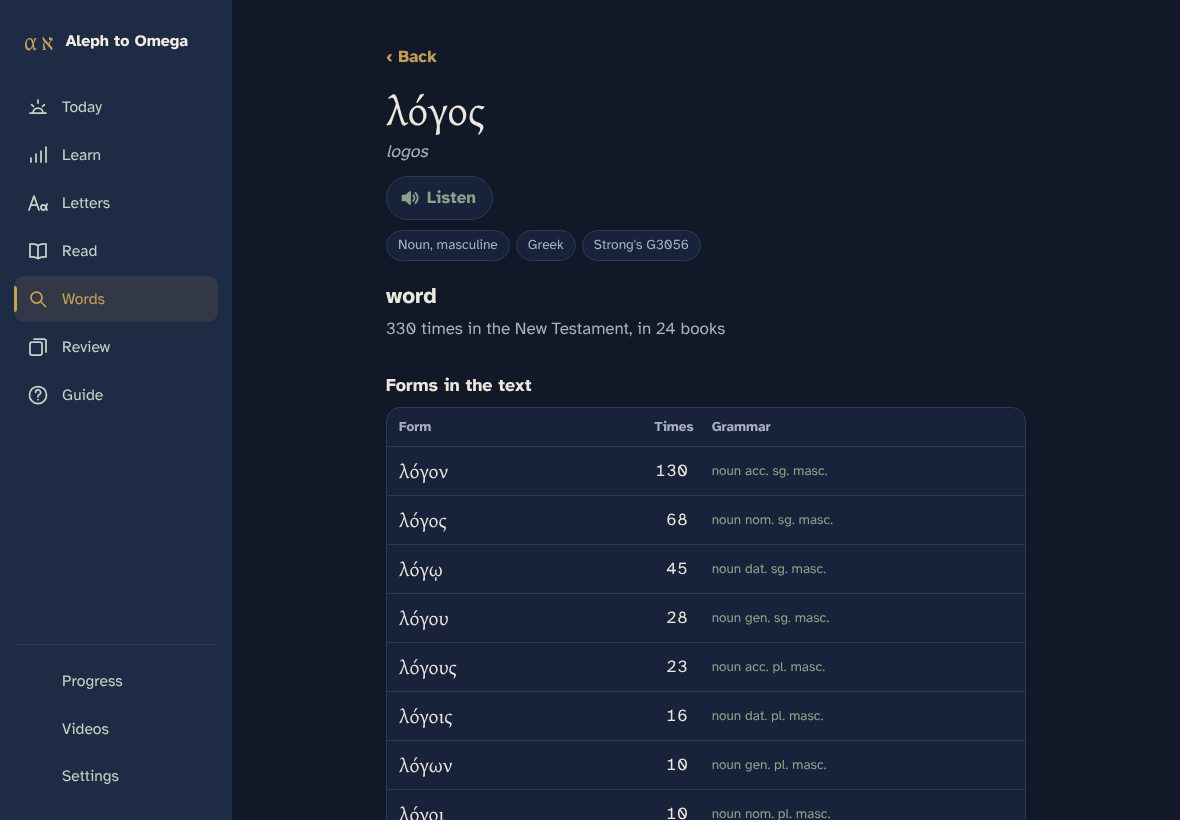 αא Aleph to Omega
Today
Learn
Aα Letters
Read
Words
Review
Guide
Progress
Videos
Settings
‹ Back
λόγος
logos
Listen
Noun, masculine Greek Strong's G3056
word
330 times in the New Testament, in 24 books
Forms in the text
Form Times Grammar
λόγον 130 noun acc. sg. masc.
λόγος 68 noun nom. sg. masc.
λόγῳ 45 noun dat. sg. masc.
λόγου 28 noun gen. sg. masc.
λόγους 23 noun acc. pl. masc.
λόγοις 16 noun dat. pl. masc.
λόγων 10 noun gen. pl. masc.
λόγοι 10 noun nom. pl. masc.